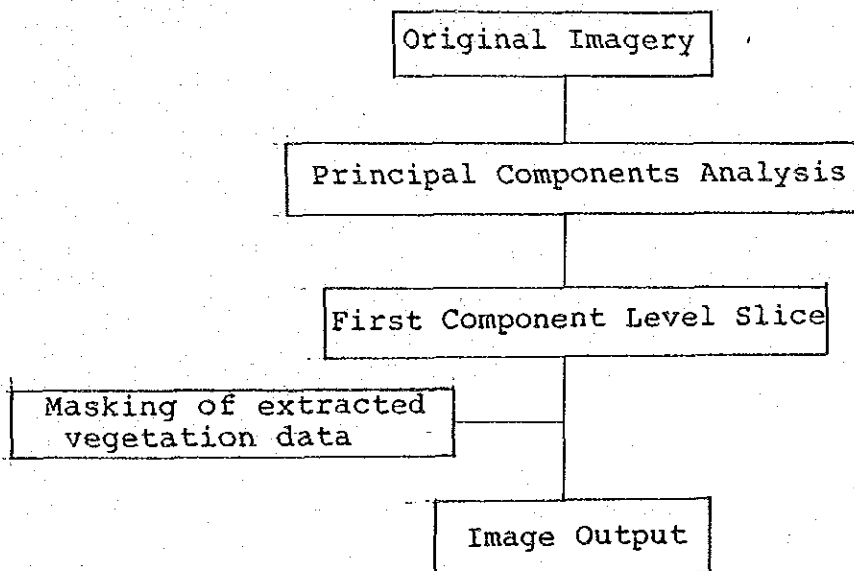 Original Imagery
Principal Components Analysis
First Component Level Slice
Masking of extracted
vegetation data
Image Output